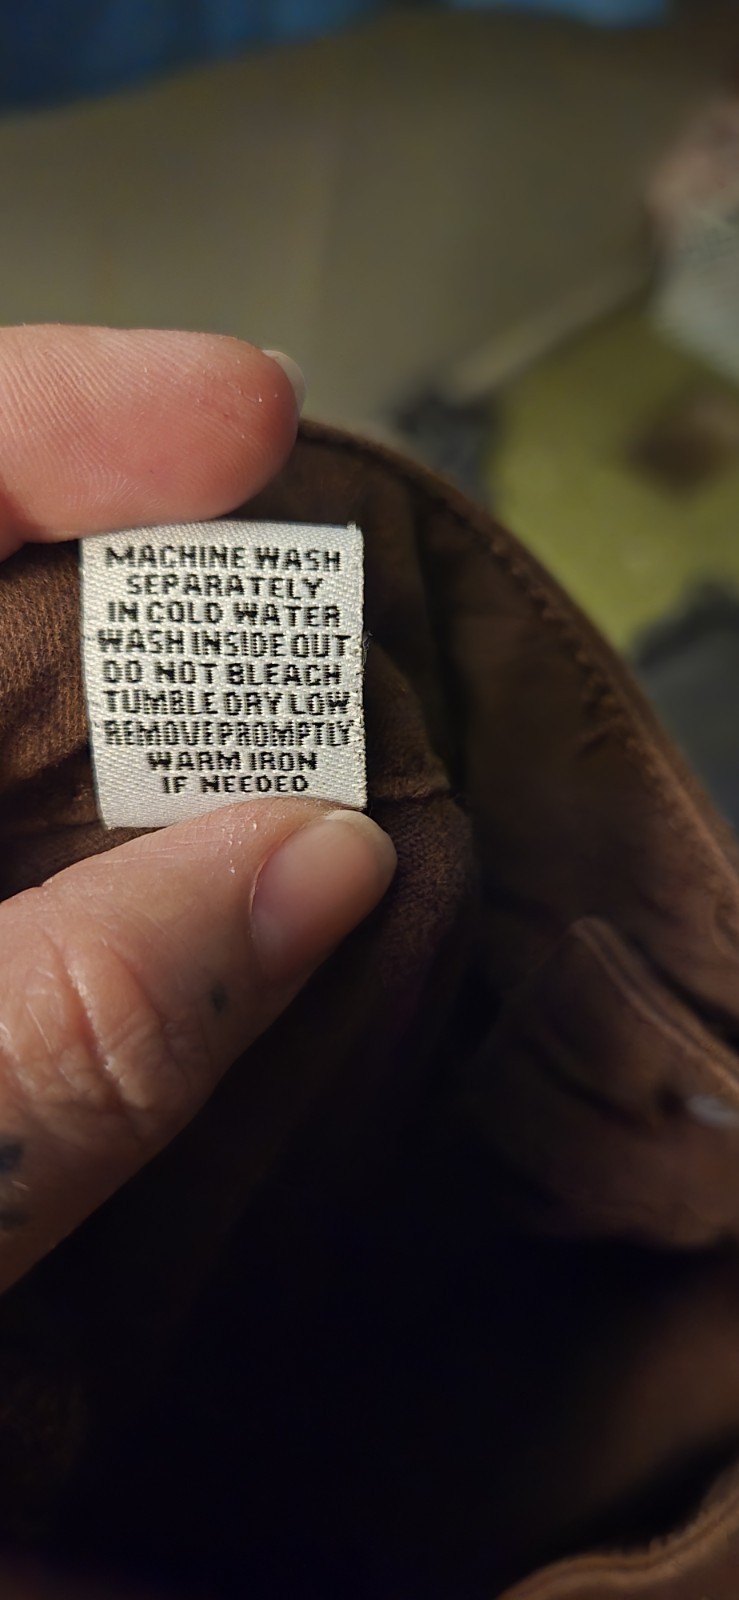 MACHINE WASH
SEPARATELY
IN COLD WATER
WASH INSIDE OUT
DO NOT BLEACH
TUMBLE DRY LOW
REMOVE PROMPTLY
WARM IRON
IF NEEDED